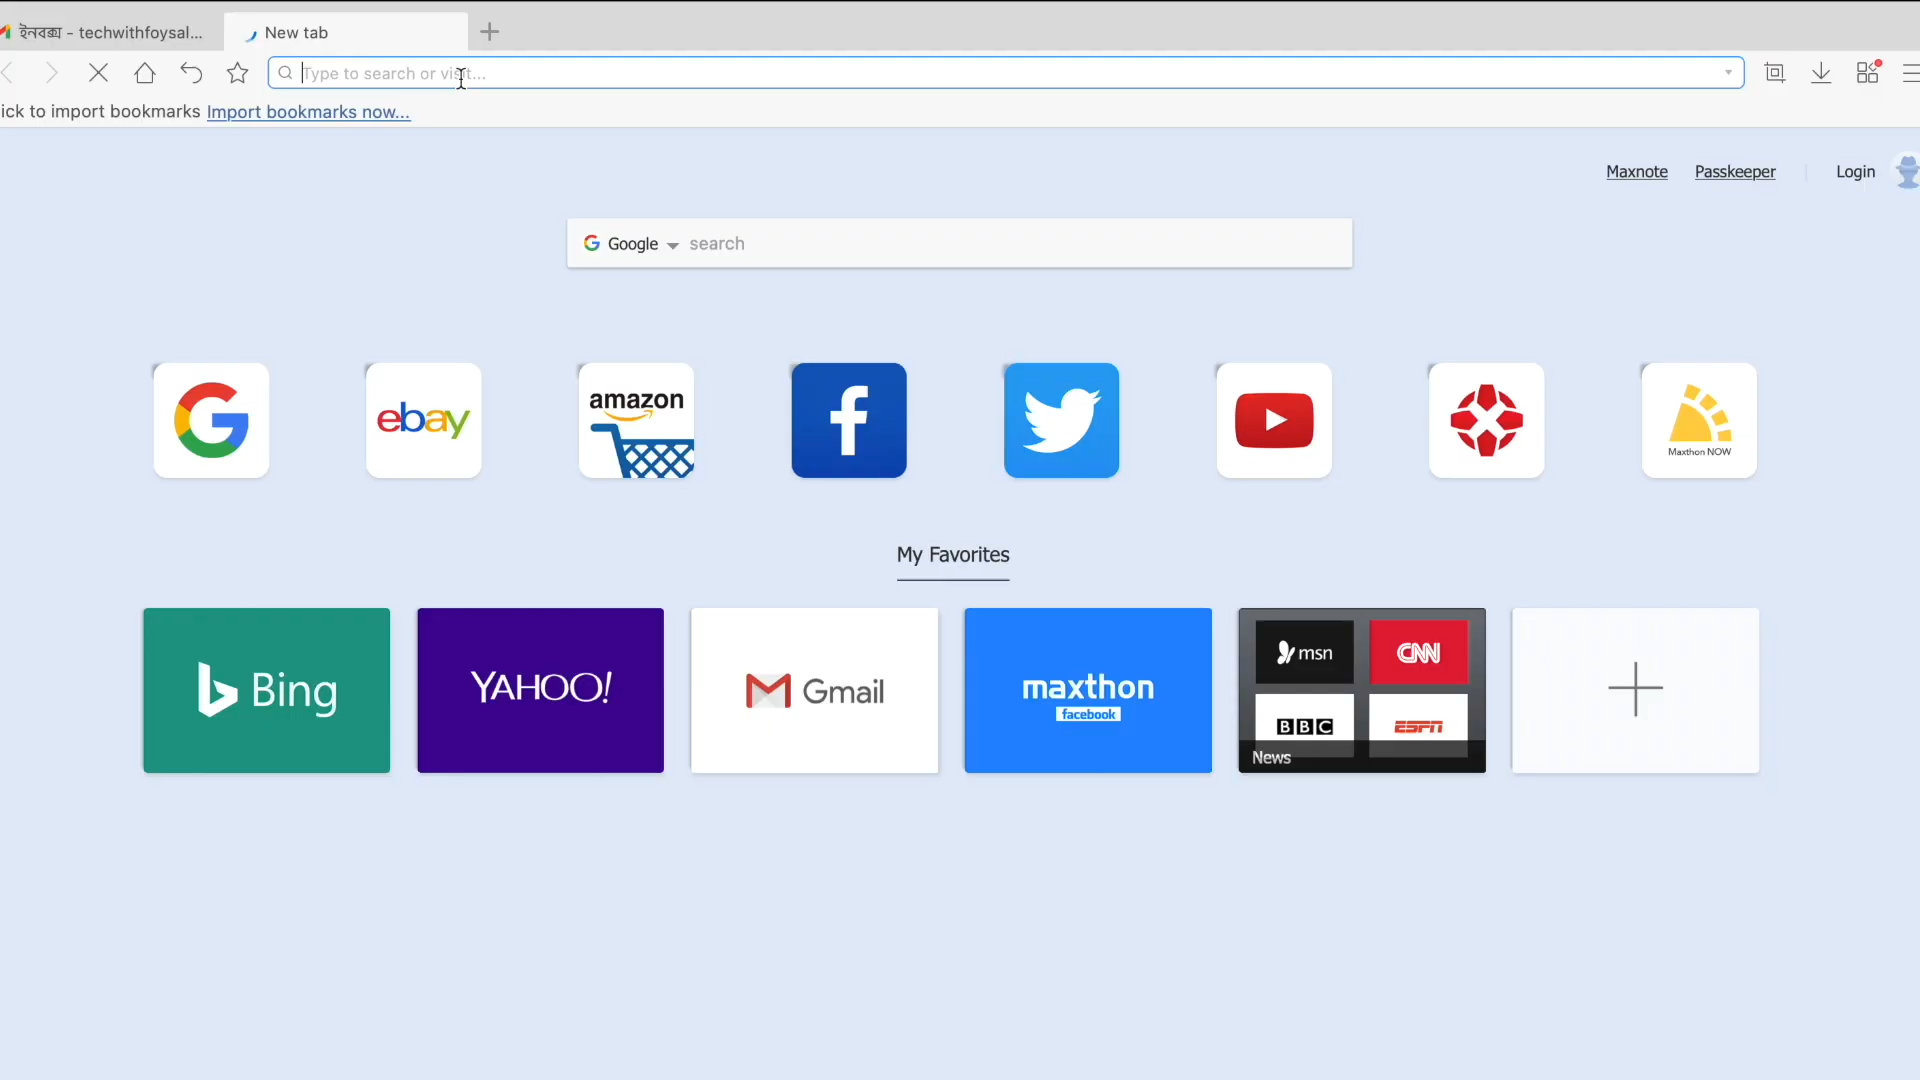 ইনবক্স - techwithfoysal...
New tab
Type to search or visit...
ick to import bookmarks Import bookmarks now...
Maxnote Passkeeper Login
Google search
ebay
amazon
Maxthon NOW
My Favorites
Bing
YAHOO!
Gmail
maxthon
facebook
msn
CNN
BBC
ESPN
News